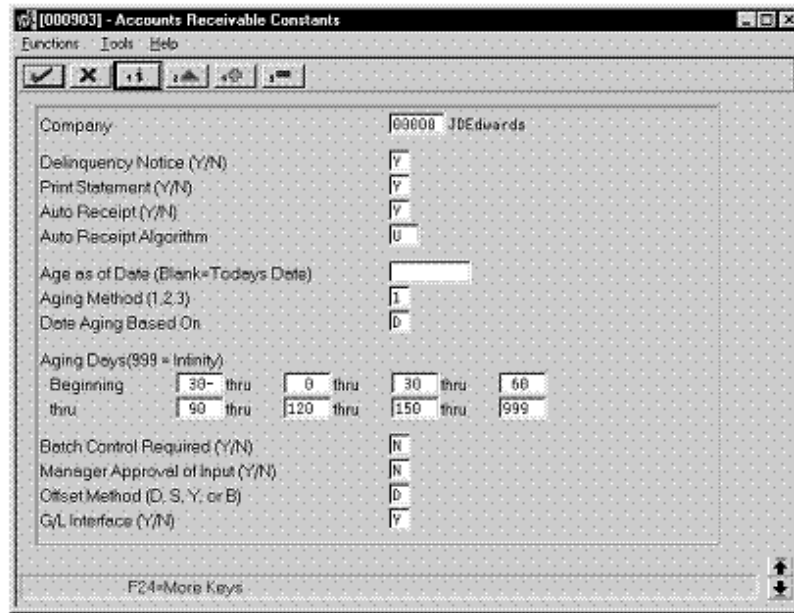 [000903] - Accounts Receivable Constants
Functions Tools Help
Company 00000 JDEdwards
Delinquency Notice (Y/N) Y
Print Statement (Y/N) Y
Auto Receipt (Y/N) Y
Auto Receipt Algorithm U
Age as of Date (Blank=Todays Date)
Aging Method (1,2,3) 1
Date Aging Based On D
Aging Days(999 = Infinity)
Beginning 30- thru 0 thru 30 thru 60
thru 90 thru 120 thru 150 thru 999
Batch Control Required (Y/N) N
Manager Approval of Input (Y/N) N
Offset Method (D, S, Y, or B) D
G/L Interface (Y/N) Y
F24=More Keys